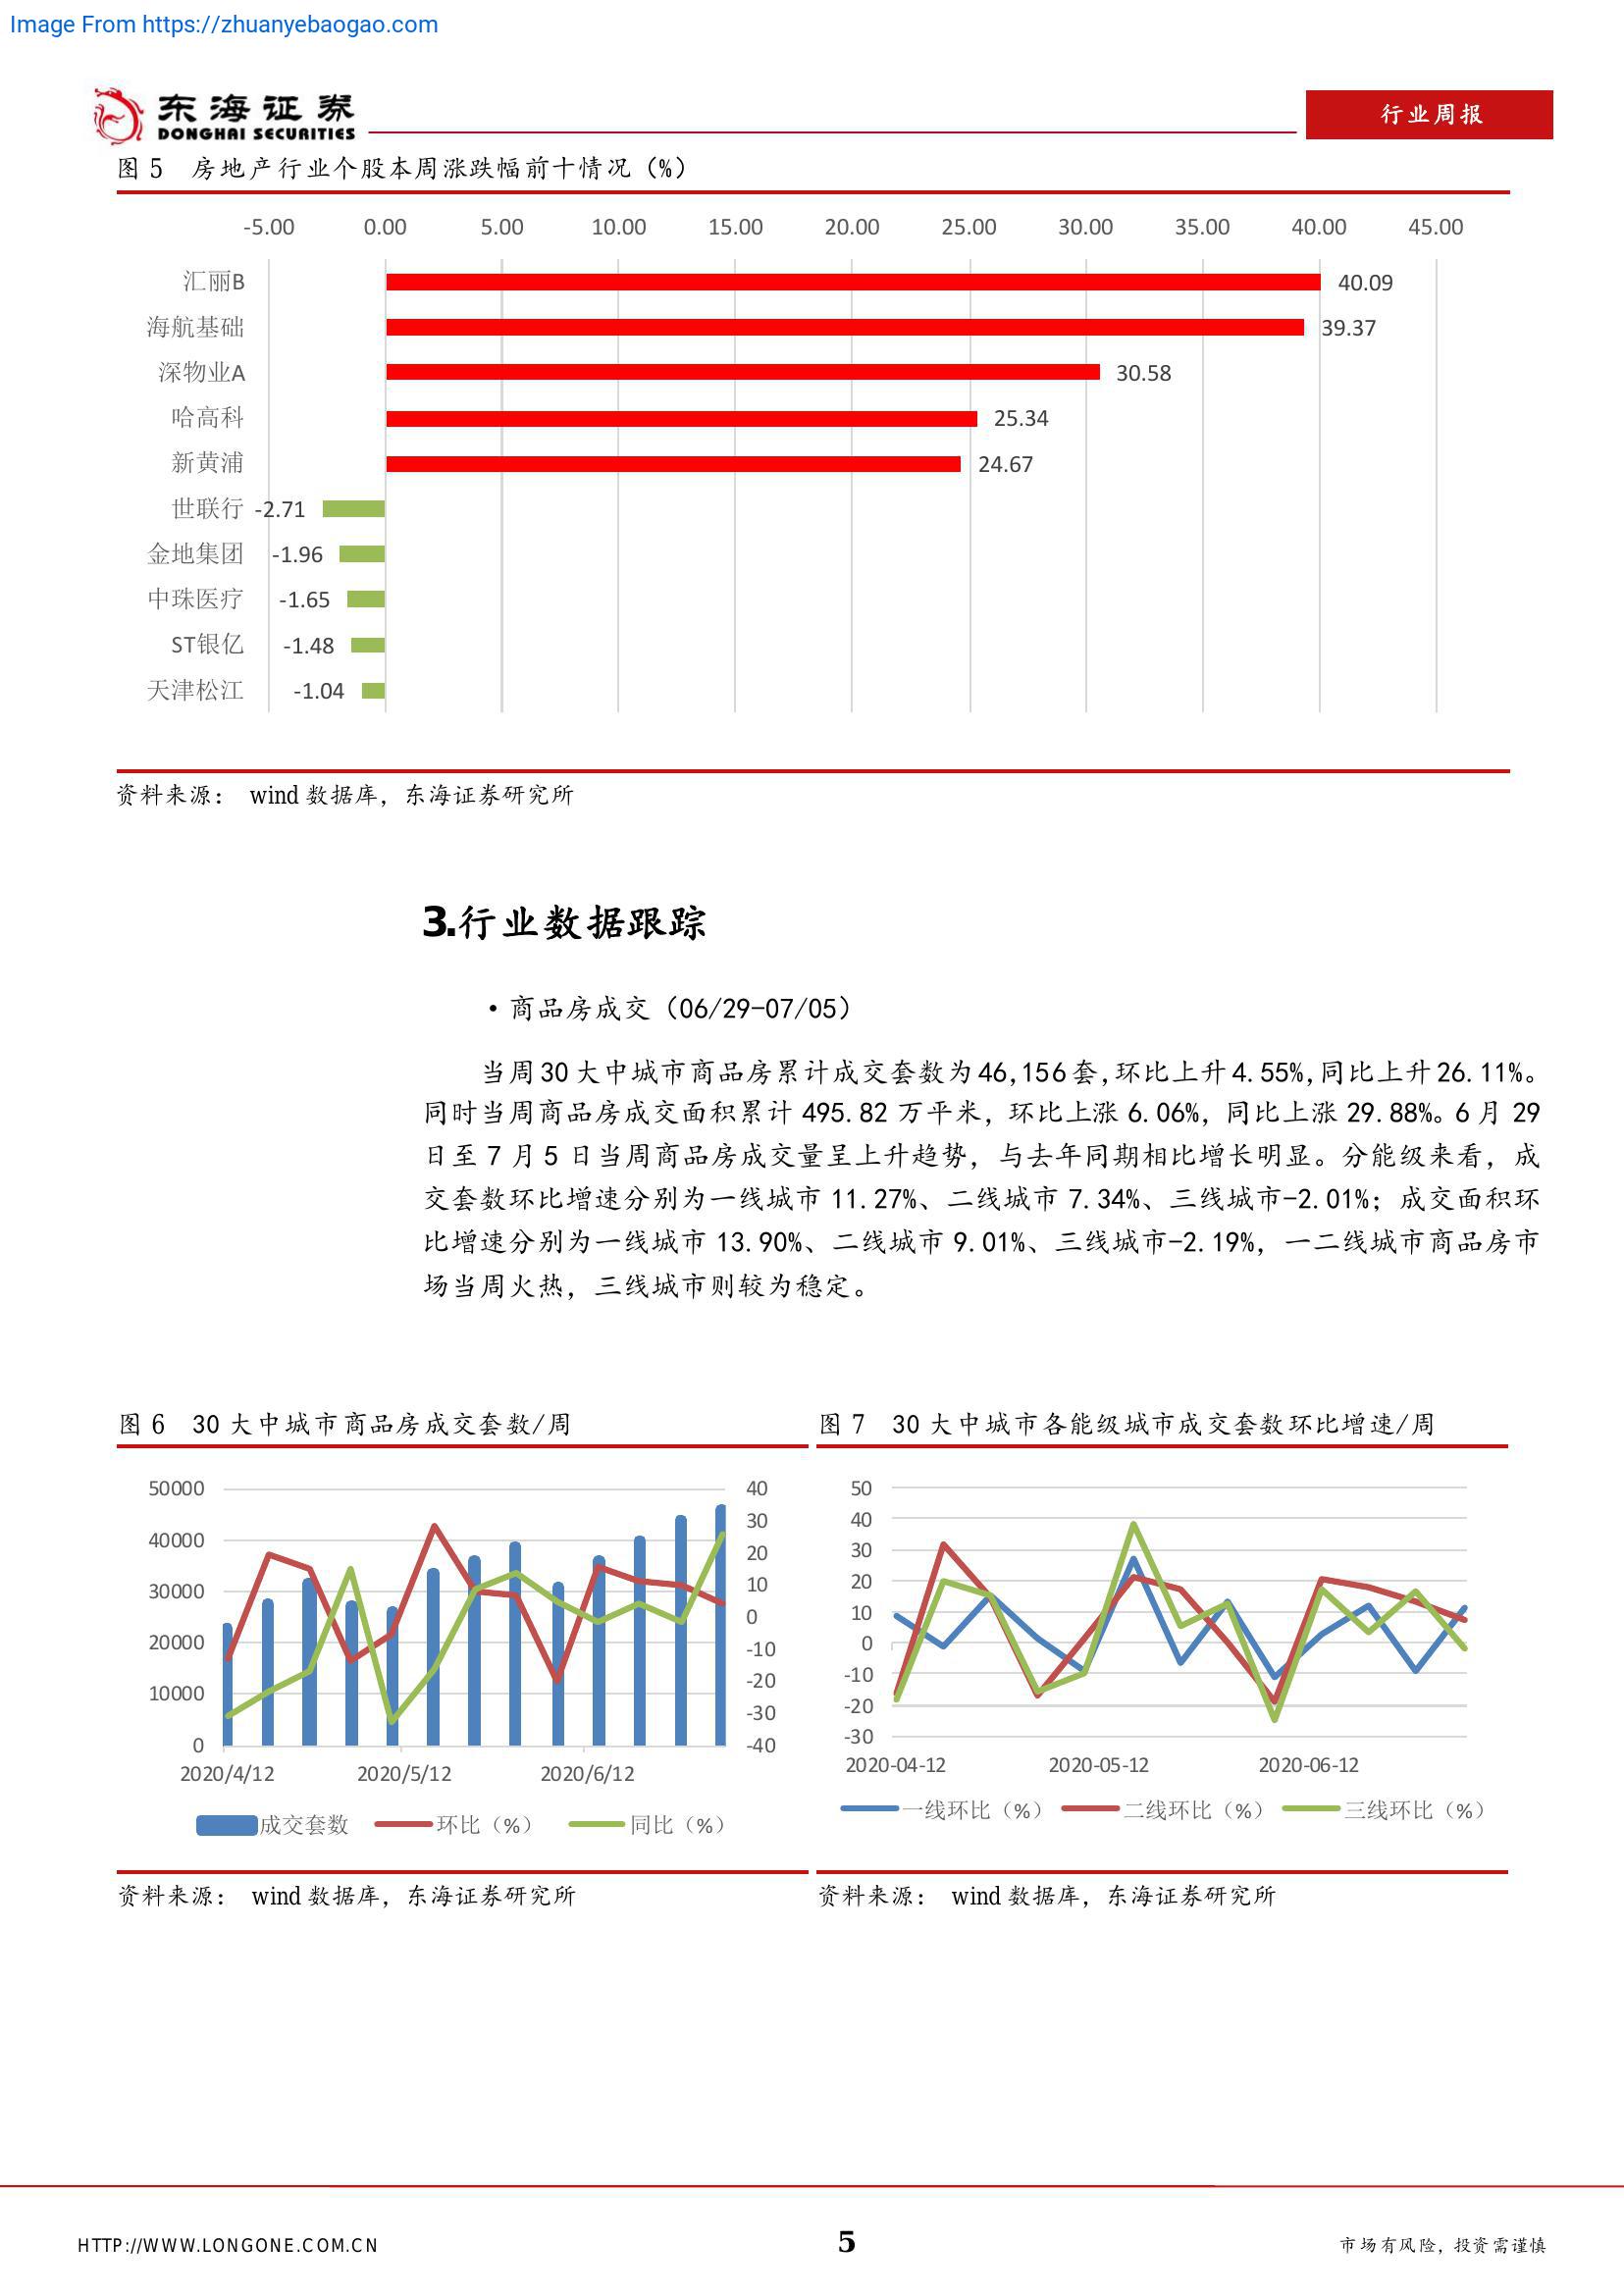 Image From https://zhuanyebaogao.com
东海证券
DONGHAI SECURITIES
行业周报
图 5 房地产行业个股本周涨跌幅前十情况（%）
-5.00 0.00 5.00 10.00 15.00 20.00 25.00 30.00 35.00 40.00 45.00
汇丽B 40.09
海航基础 39.37
深物业A 30.58
哈高科 25.34
新黄浦 24.67
世联行 -2.71
金地集团 -1.96
中珠医疗 -1.65
ST银亿 -1.48
天津松江 -1.04
资料来源： wind 数据库，东海证券研究所
3.行业数据跟踪
·商品房成交（06/29-07/05）
当周 30 大中城市商品房累计成交套数为 46,156 套,环比上升 4.55%,同比上升 26.11%。
同时当周商品房成交面积累计 495.82 万平米，环比上涨 6.06%，同比上涨 29.88%。6 月 29
日至 7 月 5 日当周商品房成交量呈上升趋势，与去年同期相比增长明显。分能级来看，成
交套数环比增速分别为一线城市 11.27%、二线城市 7.34%、三线城市-2.01%；成交面积环
比增速分别为一线城市 13.90%、二线城市 9.01%、三线城市-2.19%，一二线城市商品房市
场当周火热，三线城市则较为稳定。
图 6 30 大中城市商品房成交套数/周
50000 40
40000 30
30000 20
20000 10
10000 0
0 -10
-20
-30
-40
2020/4/12 2020/5/12 2020/6/12
成交套数 环比（%） 同比（%）
资料来源： wind 数据库，东海证券研究所
图 7 30 大中城市各能级城市成交套数环比增速/周
50
40
30
20
10
0
-10
-20
-30
2020-04-12 2020-05-12 2020-06-12
一线环比（%） 二线环比（%） 三线环比（%）
资料来源： wind 数据库，东海证券研究所
HTTP://WWW.LONGONE.COM.CN 5 市场有风险，投资需谨慎